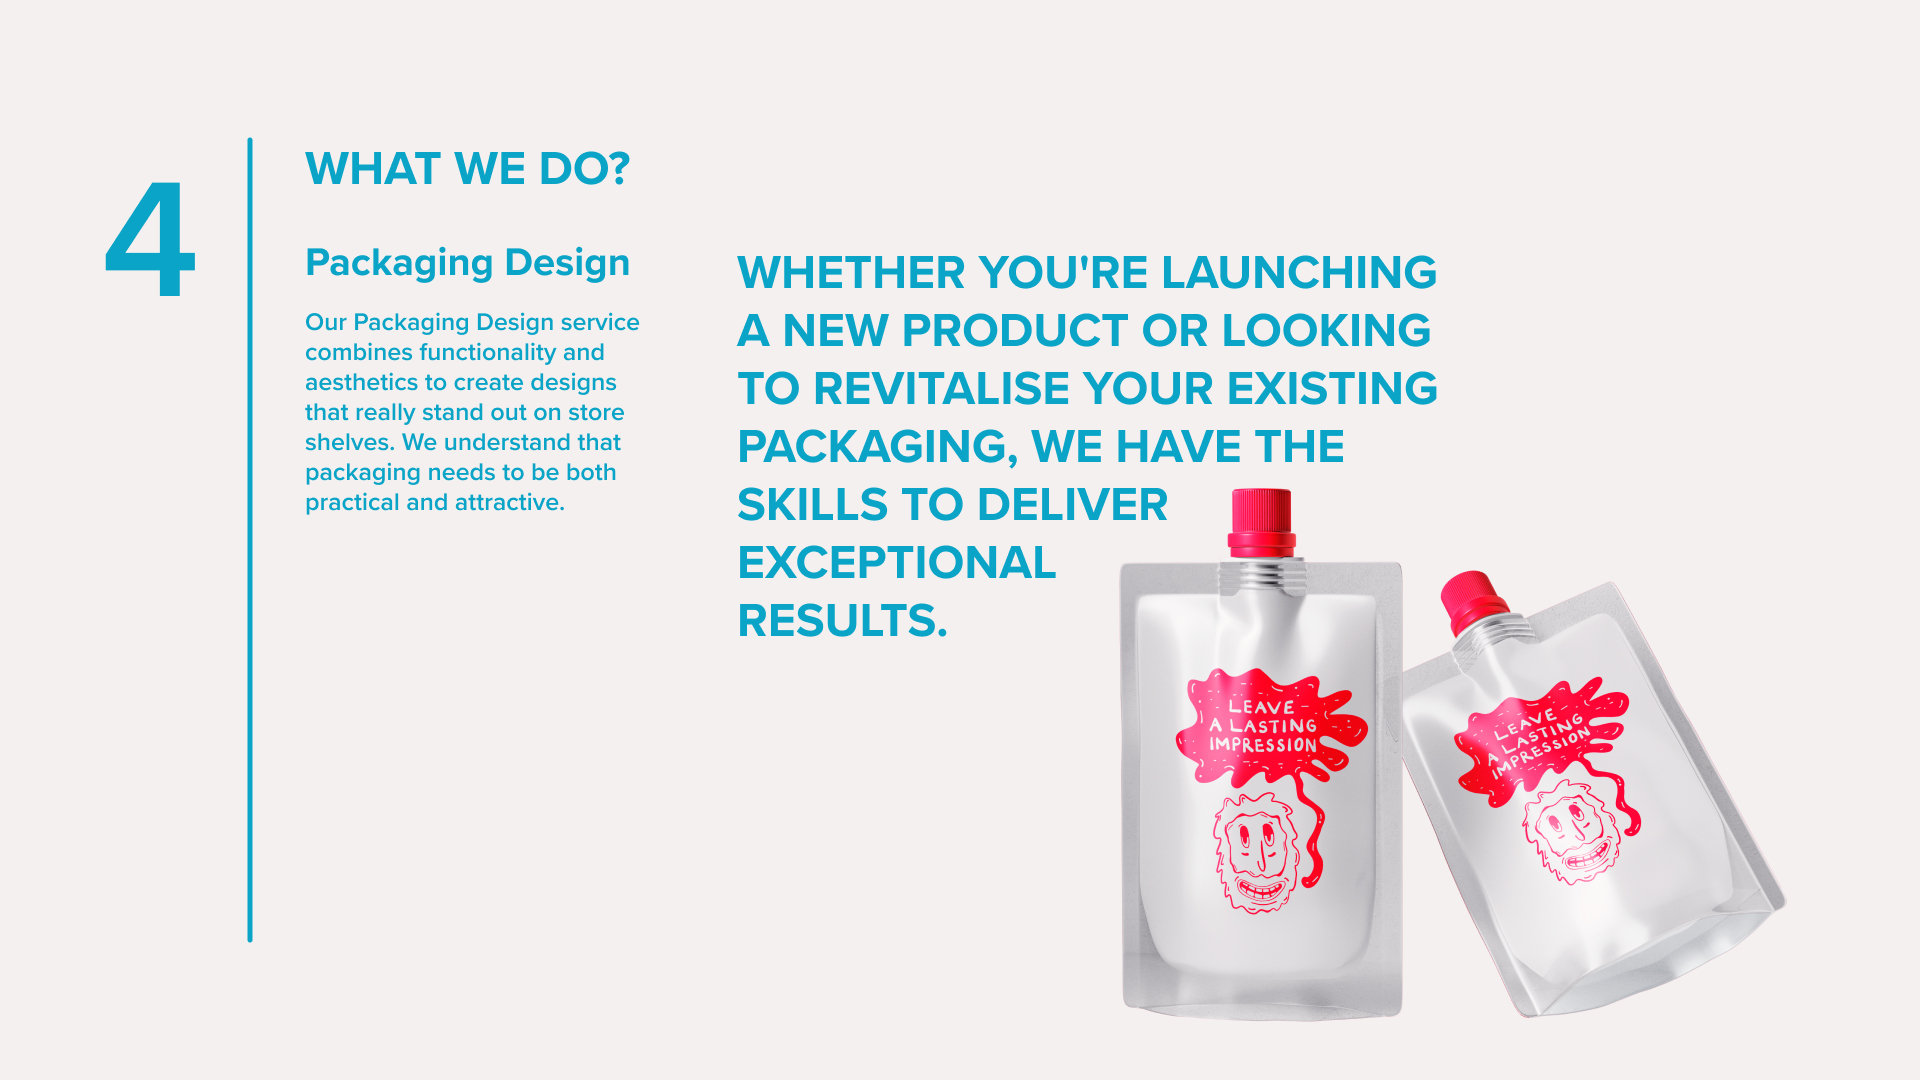 4
WHAT WE DO?
Packaging Design
Our Packaging Design service
combines functionality and
aesthetics to create designs
that really stand out on store
shelves. We understand that
packaging needs to be both
practical and attractive.
WHETHER YOU'RE LAUNCHING
A NEW PRODUCT OR LOOKING
TO REVITALISE YOUR EXISTING
PACKAGING, WE HAVE THE
SKILLS TO DELIVER
EXCEPTIONAL
RESULTS.
LEAVE
A LASTING
IMPRESSION
LEAVE
A LASTING
IMPRESSION